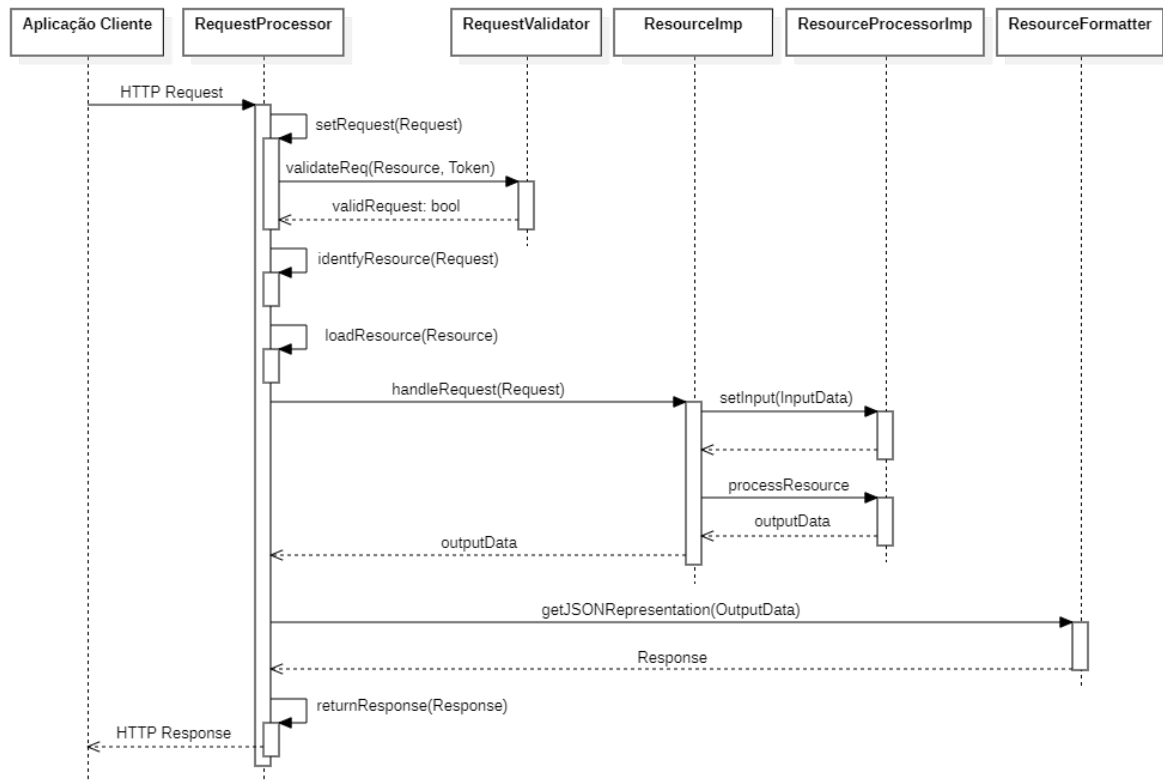 Aplicação Cliente
RequestProcessor
RequestValidator
ResourceImp
ResourceProcessorImp
ResourceFormatter
HTTP Request
setRequest(Request)
validateReq(Resource, Token)
validRequest: bool
identfyResource(Request)
loadResource(Resource)
handleRequest(Request)
setInput(InputData)
processResource
outputData
outputData
getJSONRepresentation(OutputData)
Response
returnResponse(Response)
HTTP Response